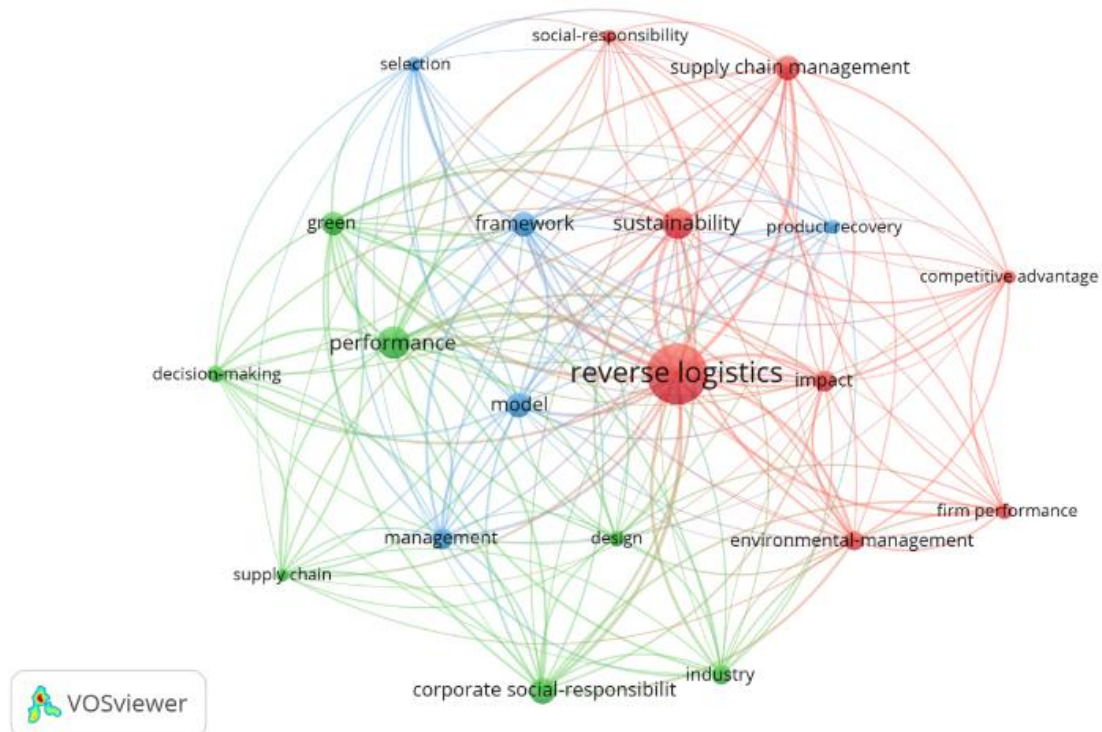 social-responsibility
selection
supply chain management
green
framework
sustainability
product recovery
competitive advantage
performance
decision-making
reverse logistics
impact
model
firm performance
management
design
environmental-management
supply chain
industry
corporate social-responsibilit
VOSviewer